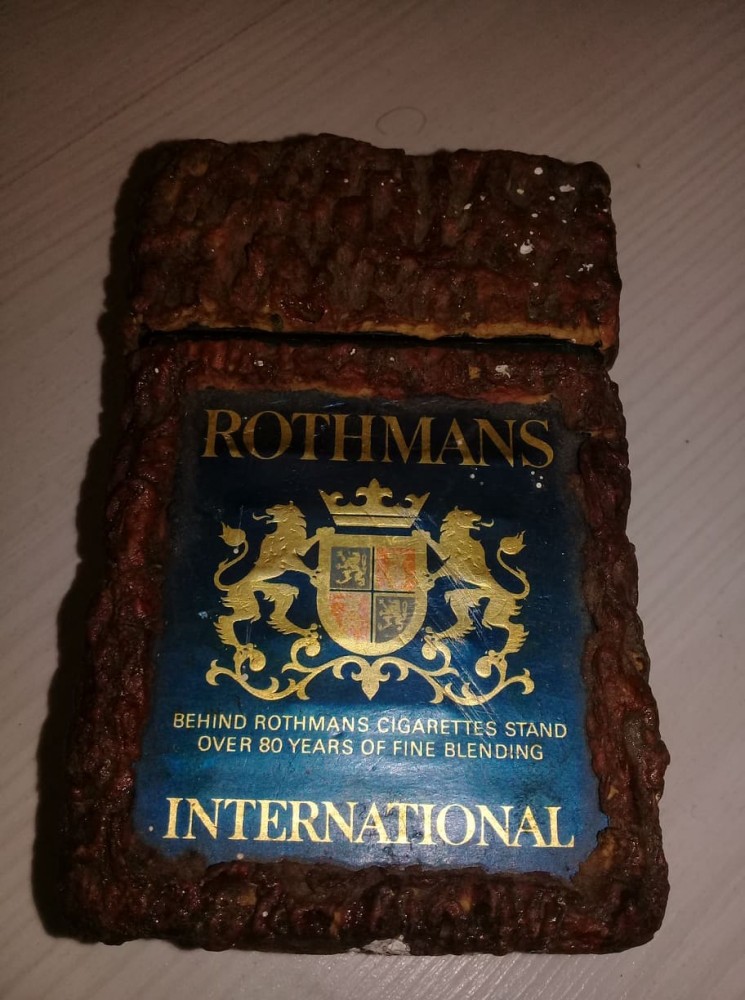 ROTHMANS
BEHIND ROTHMANS CIGARETTES STAND
OVER 80 YEARS OF FINE BLENDING
INTERNATIONAL